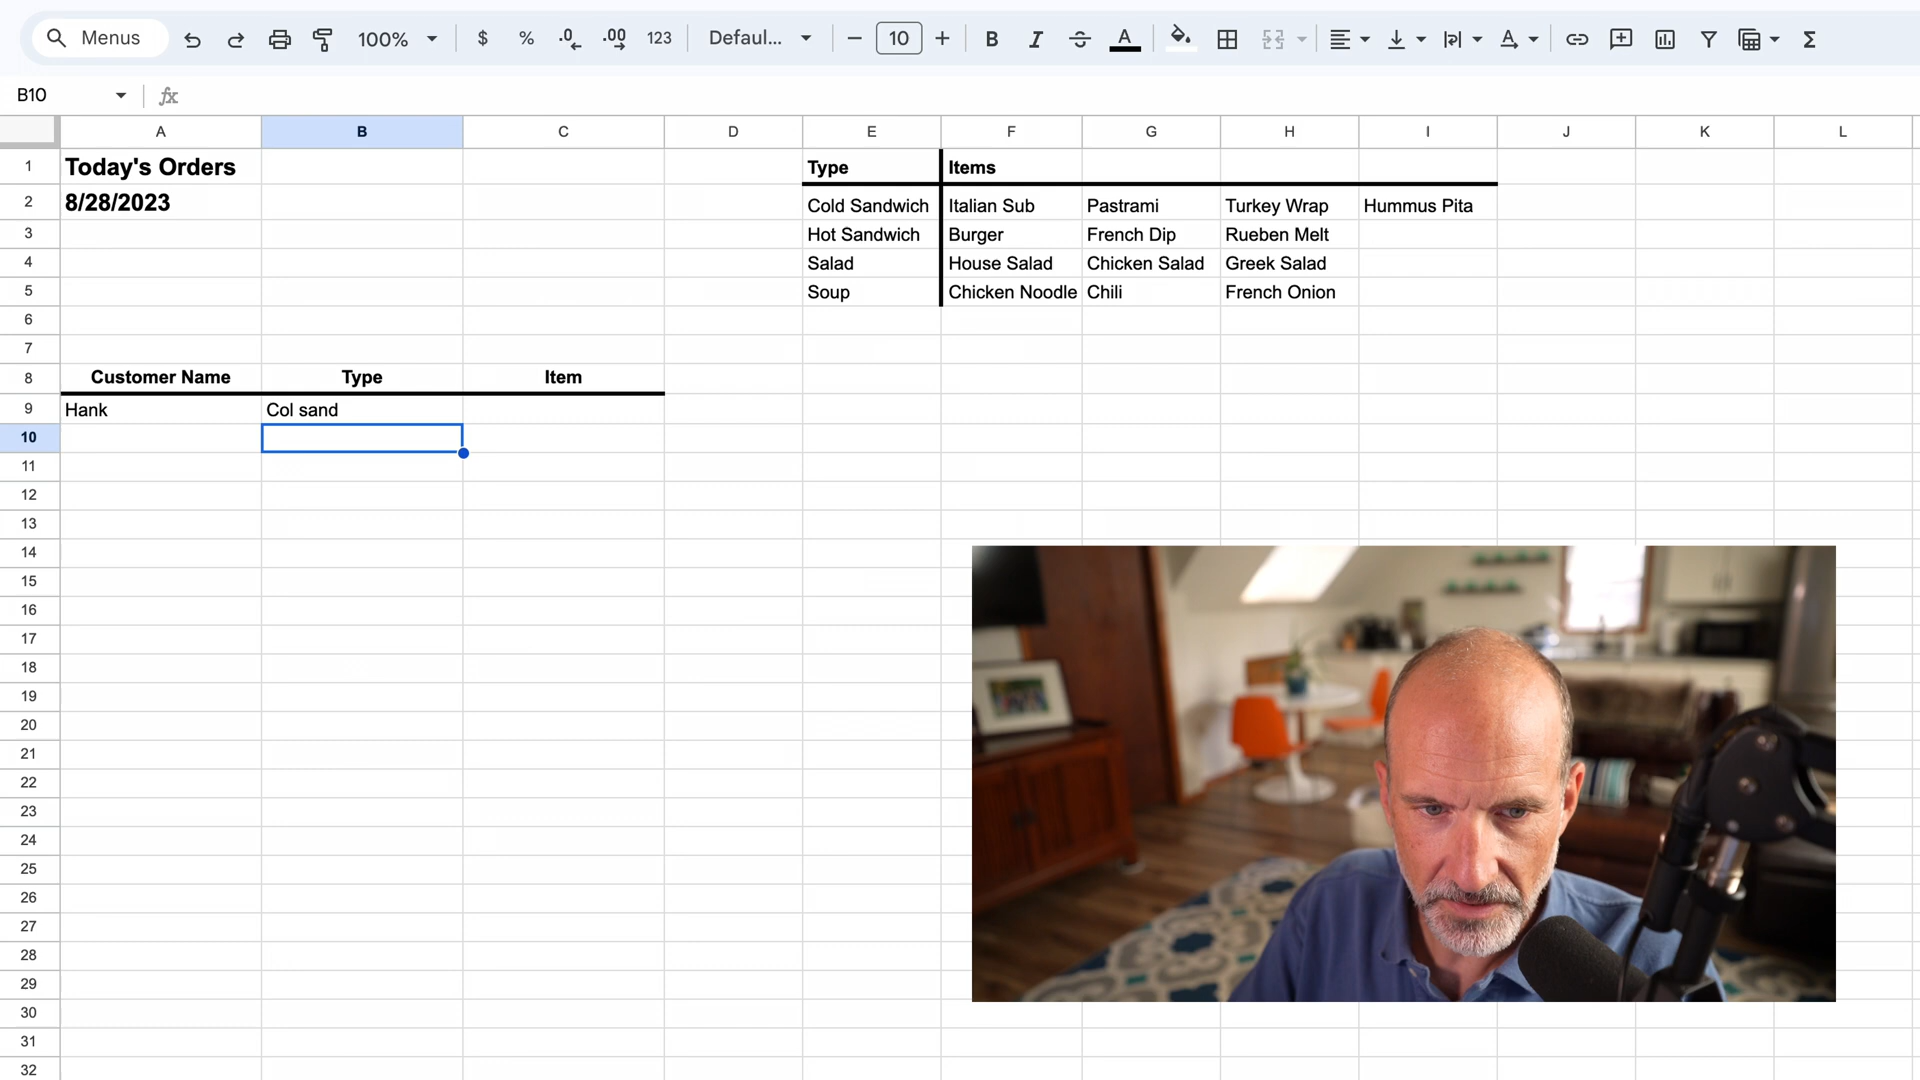 Menus 100% $ % .0 .00 123 Defaul... 10 B I A A Σ
B10 fx
A B C D E F G H I J K L
1 Today's Orders Type Items
2 8/28/2023 Cold Sandwich Italian Sub Pastrami Turkey Wrap Hummus Pita
3 Hot Sandwich Burger French Dip Rueben Melt
4 Salad House Salad Chicken Salad Greek Salad
5 Soup Chicken Noodle Chili French Onion
6
7
8 Customer Name Type Item
9 Hank Col sand
10
11
12
13
14
15
16
17
18
19
20
21
22
23
24
25
26
27
28
29
30
31
32